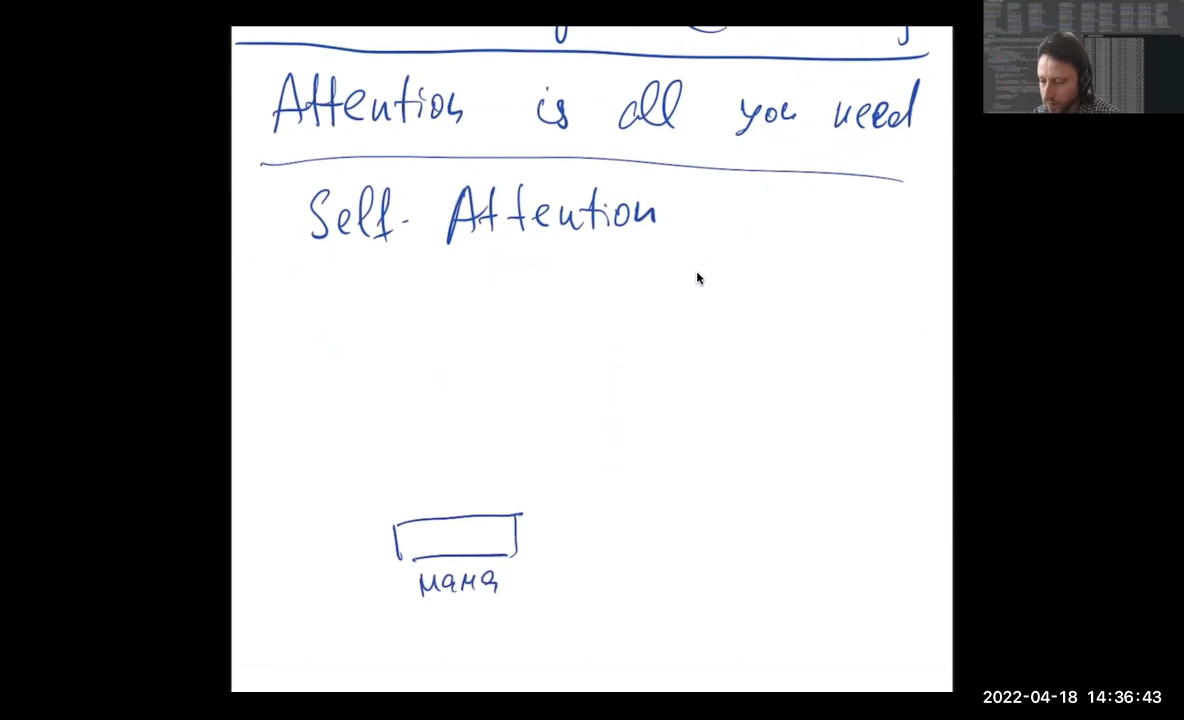 Attention is all you need
Self-Attention
мама
2022-04-18 14:36:43